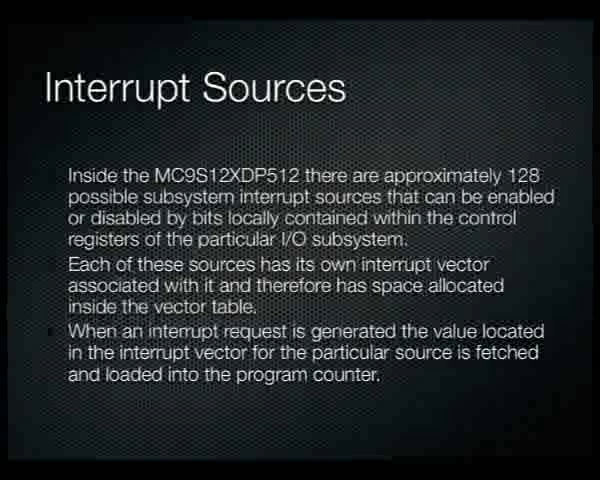 Interrupt Sources
Inside the MC9S12XDP512 there are approximately 128
possible subsystem interrupt sources that can be enabled
or disabled by bits locally contained within the control
registers of the particular I/O subsystem.
Each of these sources has its own interrupt vector
associated with it and therefore has space allocated
inside the vector table.
When an interrupt request is generated the value located
in the interrupt vector for the particular source is fetched
and loaded into the program counter.